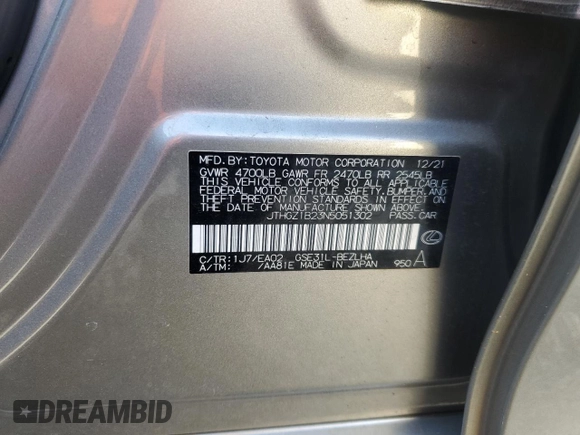 MFD. BY: TOYOTA MOTOR CORPORATION 12/21
GVWR 4700LB GAWR FR 2470LB RR 2545LB
THIS VEHICLE CONFORMS TO ALL APPLICABLE
FEDERAL MOTOR VEHICLE SAFETY, BUMPER, AND
THEFT PREVENTION STANDARDS IN EFFECT ON
THE DATE OF MANUFACTURE SHOWN ABOVE.
JTHGZ1B23N5051302 PASS.CAR
C/TR: 1J7/EA02 GSE31L-BEZLHA
A/TM: /AA81E MADE IN JAPAN 950 A
DREAMBID